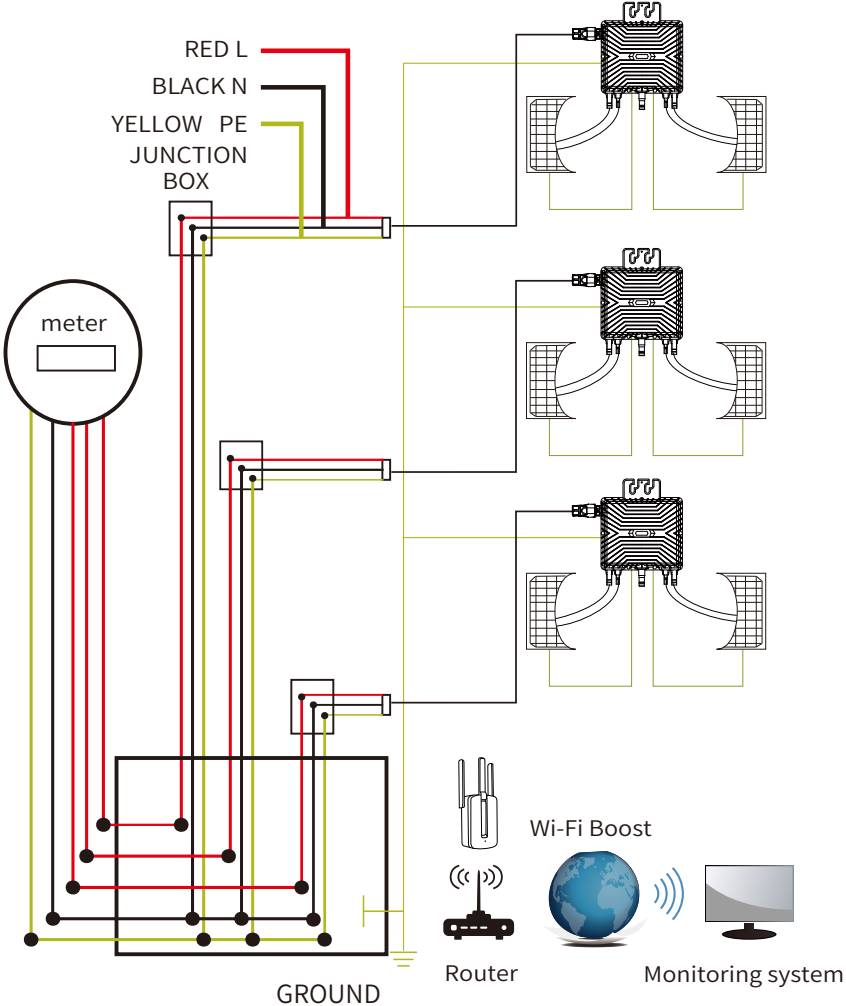 RED L
BLACK N
YELLOW PE
JUNCTION
BOX
meter
Wi-Fi Boost
Router
Monitoring system
GROUND